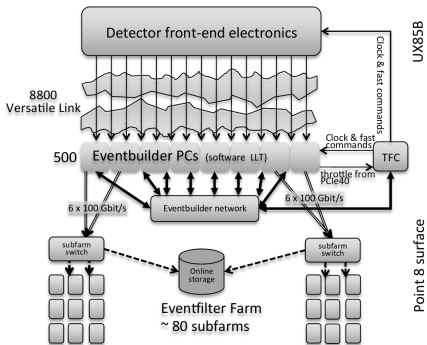 Detector front-end electronics
UX85B
8800
Versatile Link
Clock & fast
commands
Clock & fast commands
500
Eventbuilder PCs (software LLT)
TFC
throttle from
PCIe40
6 x 100 Gbit/s
Eventbuilder network
6 x 100 Gbit/s
subfarm
switch
Online
storage
subfarm
switch
Point 8 surface
Eventfilter Farm
~ 80 subfarms